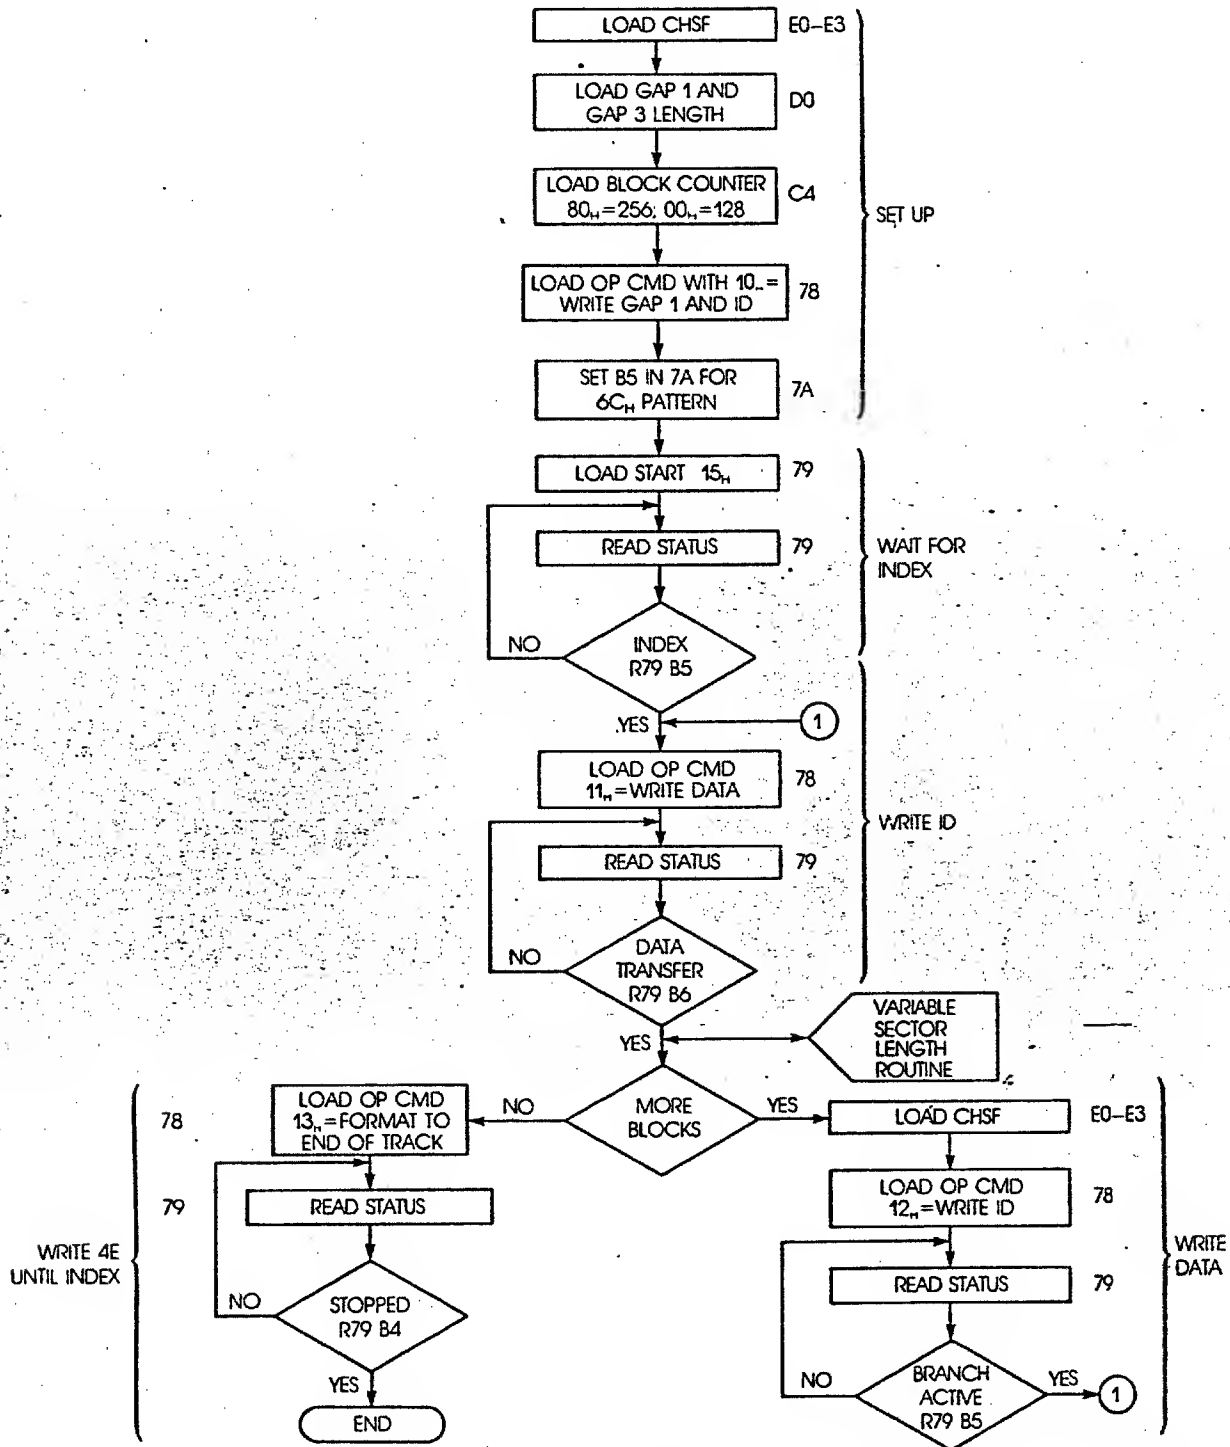 LOAD CHSF
E0–E3
LOAD GAP 1 AND
GAP 3 LENGTH
D0
LOAD BLOCK COUNTER
80H=256; 00H=128
C4
SET UP
LOAD OP CMD WITH 10H=
WRITE GAP 1 AND ID
78
SET B5 IN 7A FOR
6CH PATTERN
7A
LOAD START 15H
79
READ STATUS
79
WAIT FOR
INDEX
INDEX
R79 B5
NO
YES
1
LOAD OP CMD
11H=WRITE DATA
78
WRITE ID
READ STATUS
79
DATA
TRANSFER
R79 B6
NO
YES
VARIABLE
SECTOR
LENGTH
ROUTINE
MORE
BLOCKS
NO
YES
LOAD OP CMD
13H=FORMAT TO
END OF TRACK
78
READ STATUS
79
WRITE 4E
UNTIL INDEX
STOPPED
R79 B4
NO
YES
END
LOAD CHSF
E0–E3
LOAD OP CMD
12H=WRITE ID
78
READ STATUS
79
WRITE
DATA
BRANCH
ACTIVE
R79 B5
NO
YES
1